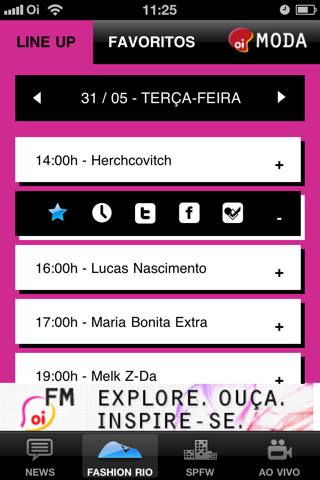 Oi 11:25
LINE UP FAVORITOS oi MODA
31 / 05 - TERÇA-FEIRA
14:00h - Herchcovitch +
-
16:00h - Lucas Nascimento +
17:00h - Maria Bonita Extra +
19:00h - Melk Z-Da +
oi FM EXPLORE. OUÇA.
INSPIRE-SE.
NEWS FASHION RIO SPFW AO VIVO